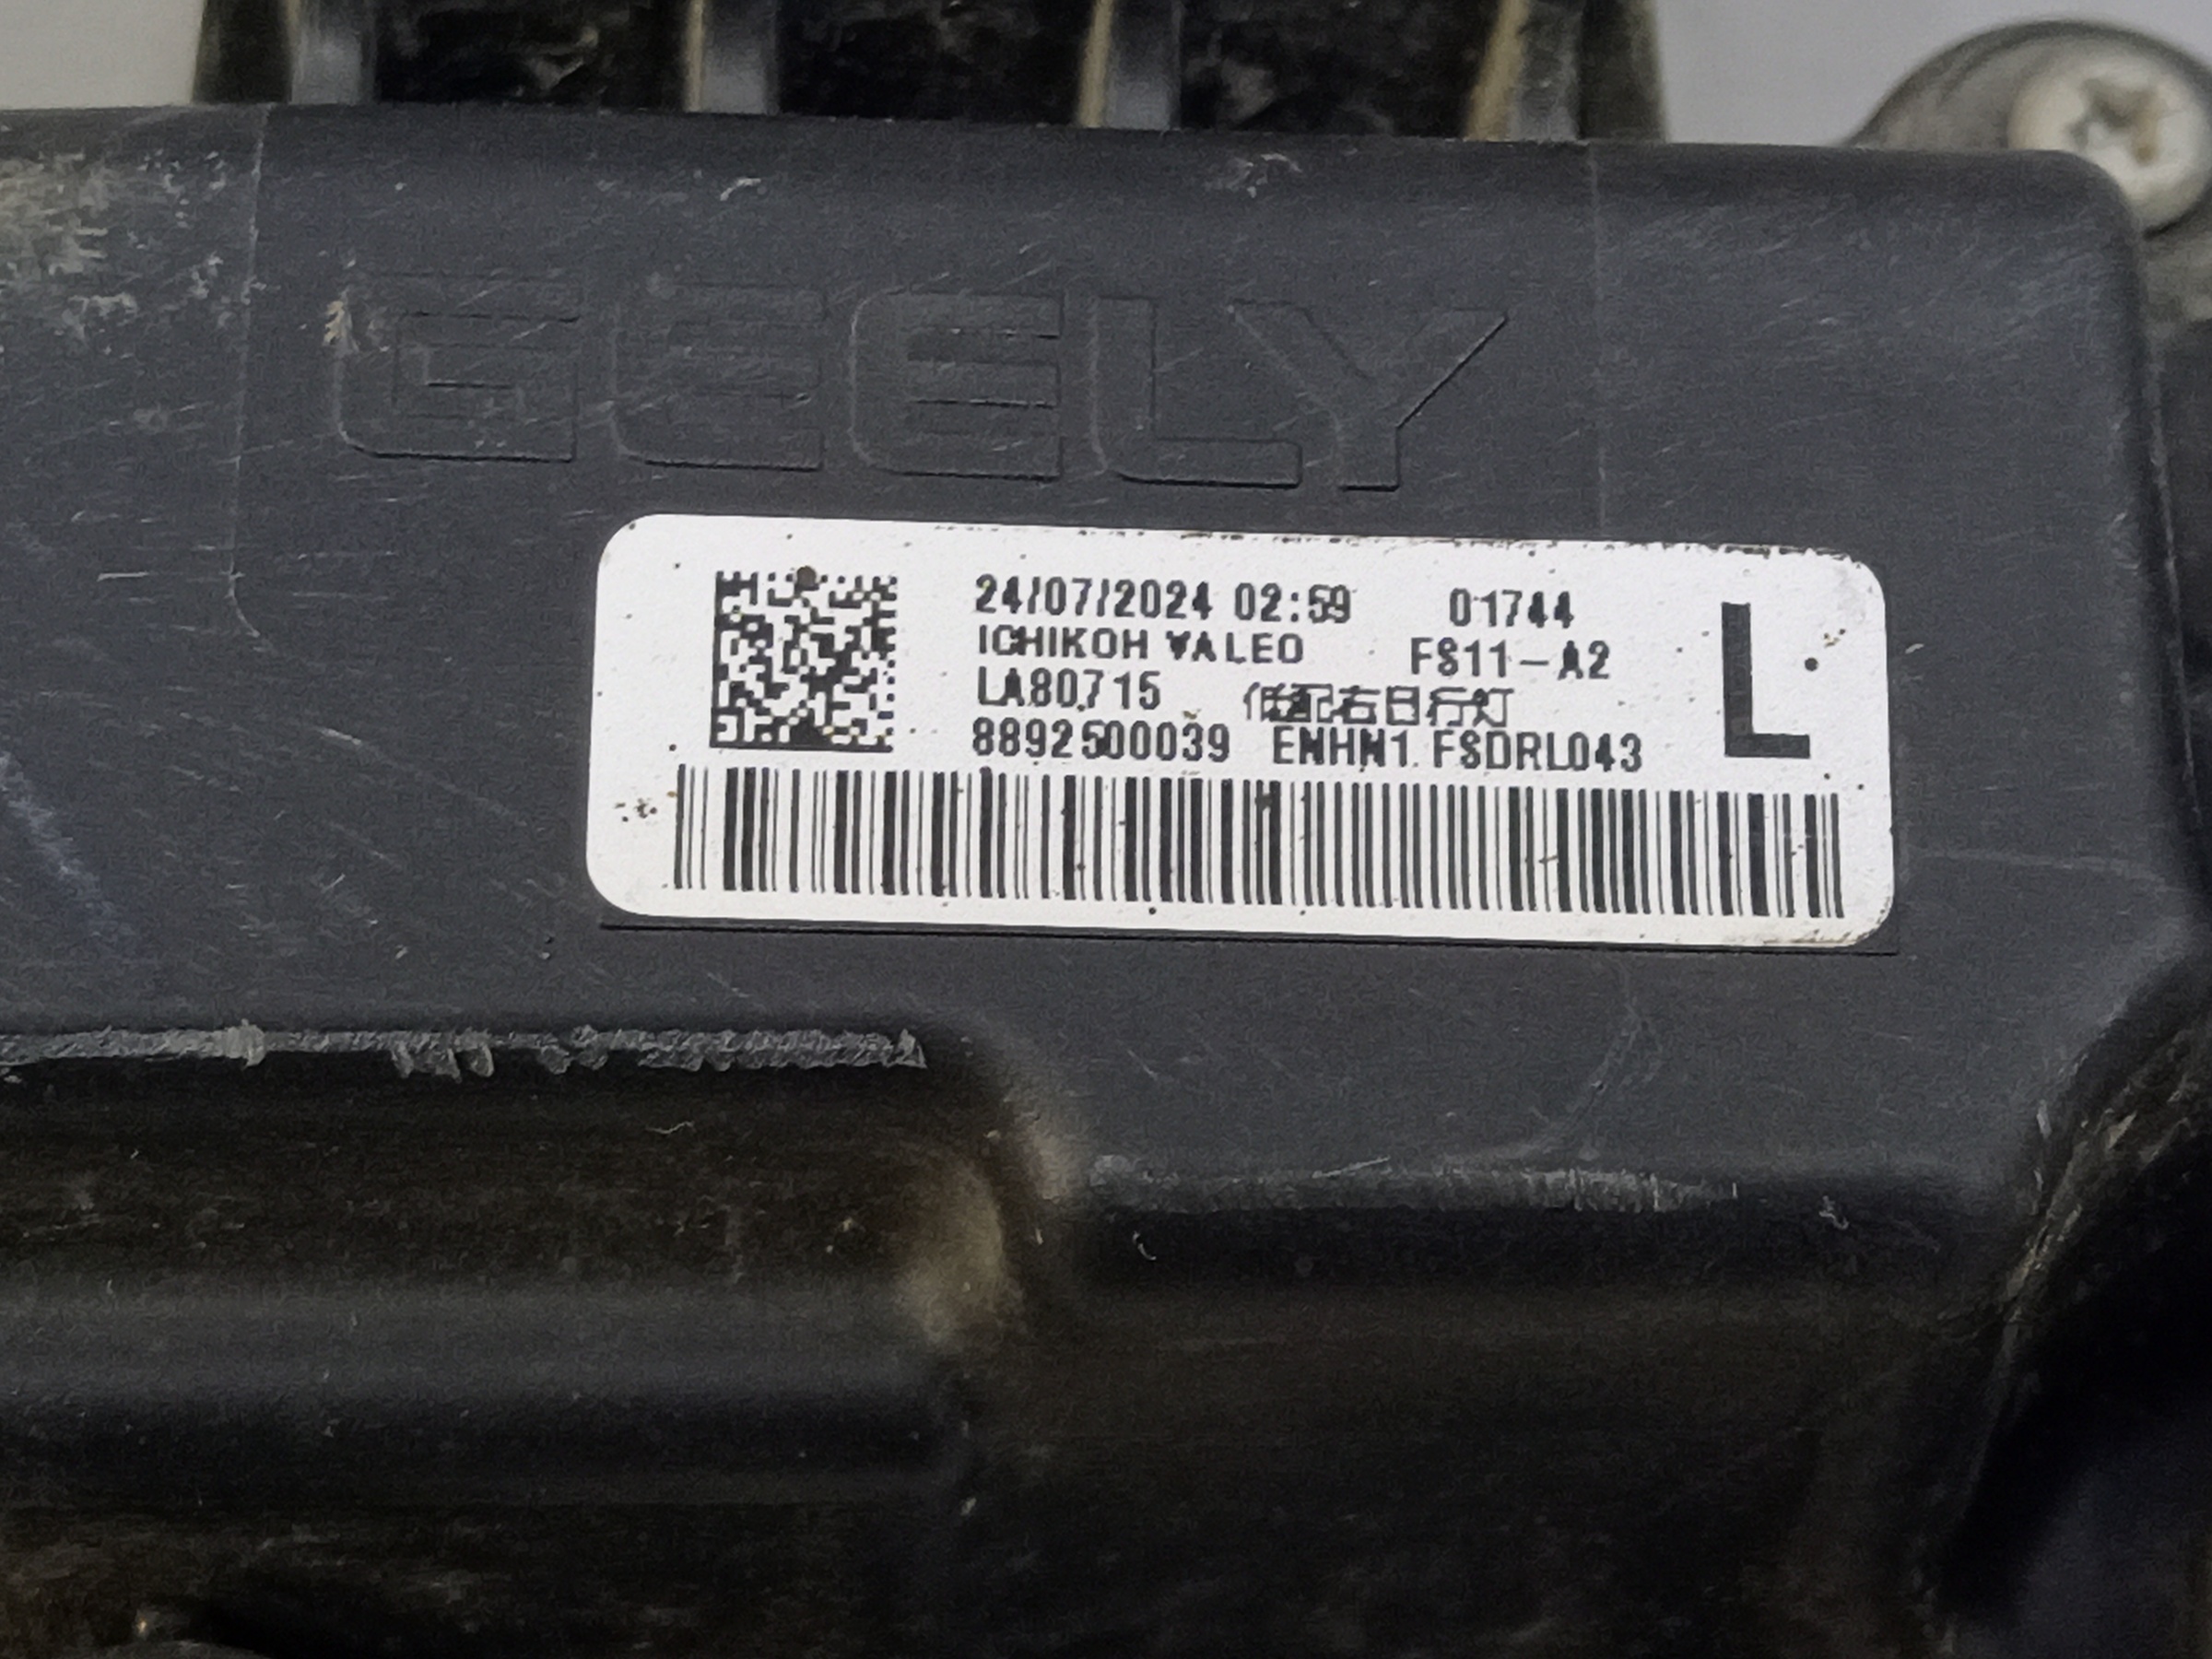 GEELY
24/07/2024 02:59 01744
ICHIKOH VALEO FS11-A2
L
LA80715 低配右日行灯
8892500039 ENHN1 FSDRL043